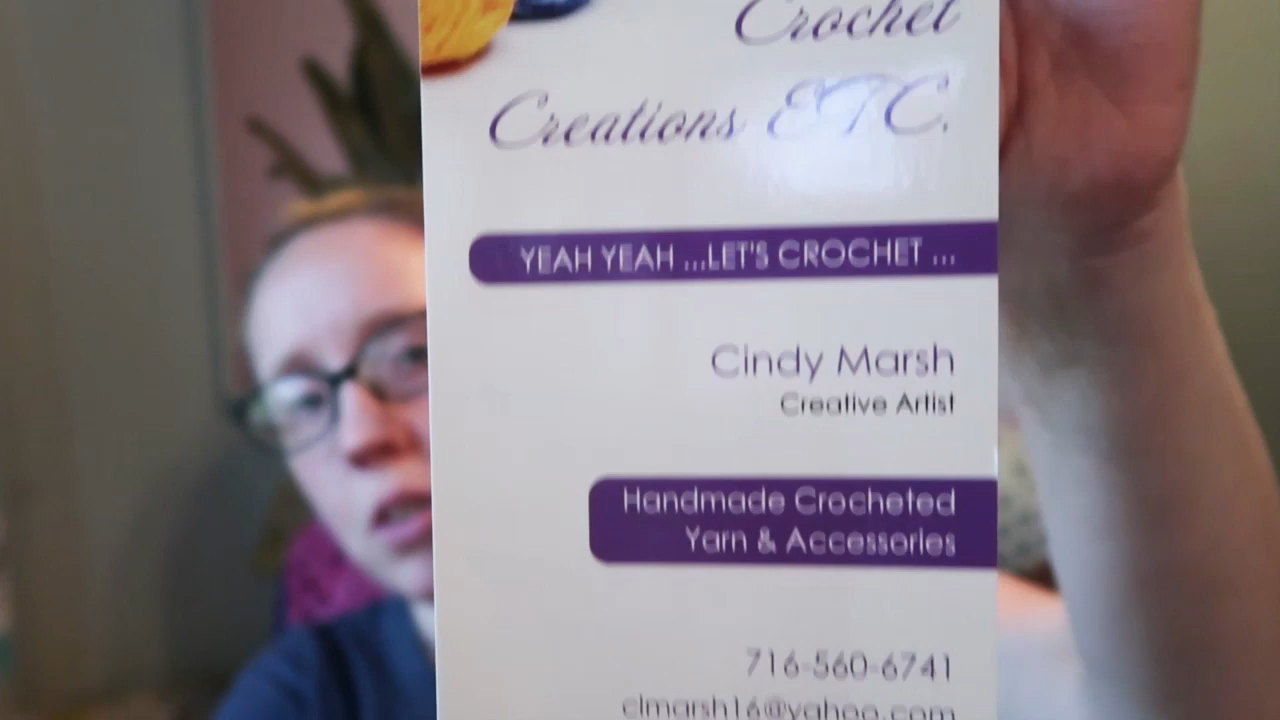 Crochet
Creations ETC.
YEAH YEAH ...LET'S CROCHET ...
Cindy Marsh
Creative Artist
Handmade Crocheted
Yarn & Accessories
716-560-6741
clmarsh16@yahoo.com